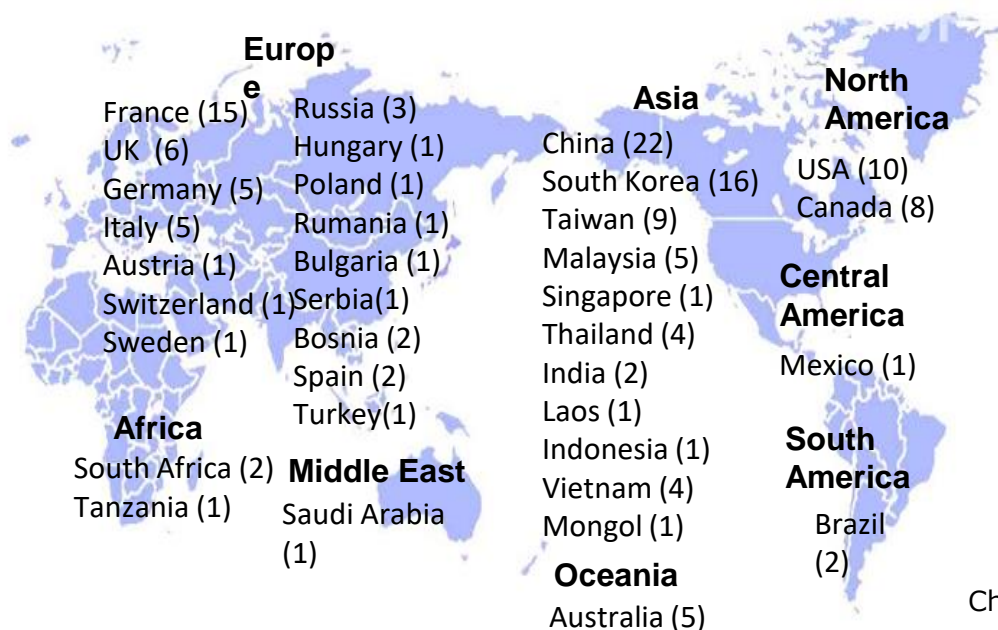 Europ
e
France (15)
UK  (6)
Germany (5)
Italy (5)
Austria (1)
Switzerland (1)
Sweden (1)
Russia (3)
Hungary (1)
Poland (1)
Rumania (1)
Bulgaria (1)
Serbia(1)
Bosnia (2)
Spain (2)
Turkey(1)
Africa
South Africa (2)
Tanzania (1)
Middle East
Saudi Arabia
(1)
Asia
China (22)
South Korea (16)
Taiwan (9)
Malaysia (5)
Singapore (1)
Thailand (4)
India (2)
Laos (1)
Indonesia (1)
Vietnam (4)
Mongol (1)
Oceania
Australia (5)
North
America
USA (10)
Canada (8)
Central
America
Mexico (1)
South
America
Brazil
(2)
Ch